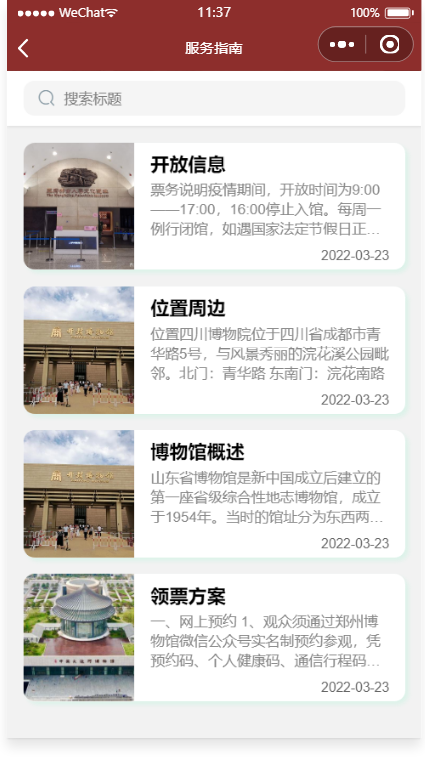 WeChat
11:37
100%
服务指南
搜索标题
开放信息
票务说明疫情期间，开放时间为9:00
——17:00，16:00停止入馆。每周一
例行闭馆，如遇国家法定节假日正...
2022-03-23
位置周边
位置四川博物院位于四川省成都市青
华路5号，与风景秀丽的浣花溪公园毗
邻。北门：青华路 东南门：浣花南路
2022-03-23
博物馆概述
山东省博物馆是新中国成立后建立的
第一座省级综合性地志博物馆，成立
于1954年。当时的馆址分为东西两...
2022-03-23
领票方案
一、网上预约 1、观众须通过郑州博
物馆微信公众号实名制预约参观，凭
预约码、个人健康码、通信行程码...
2022-03-23